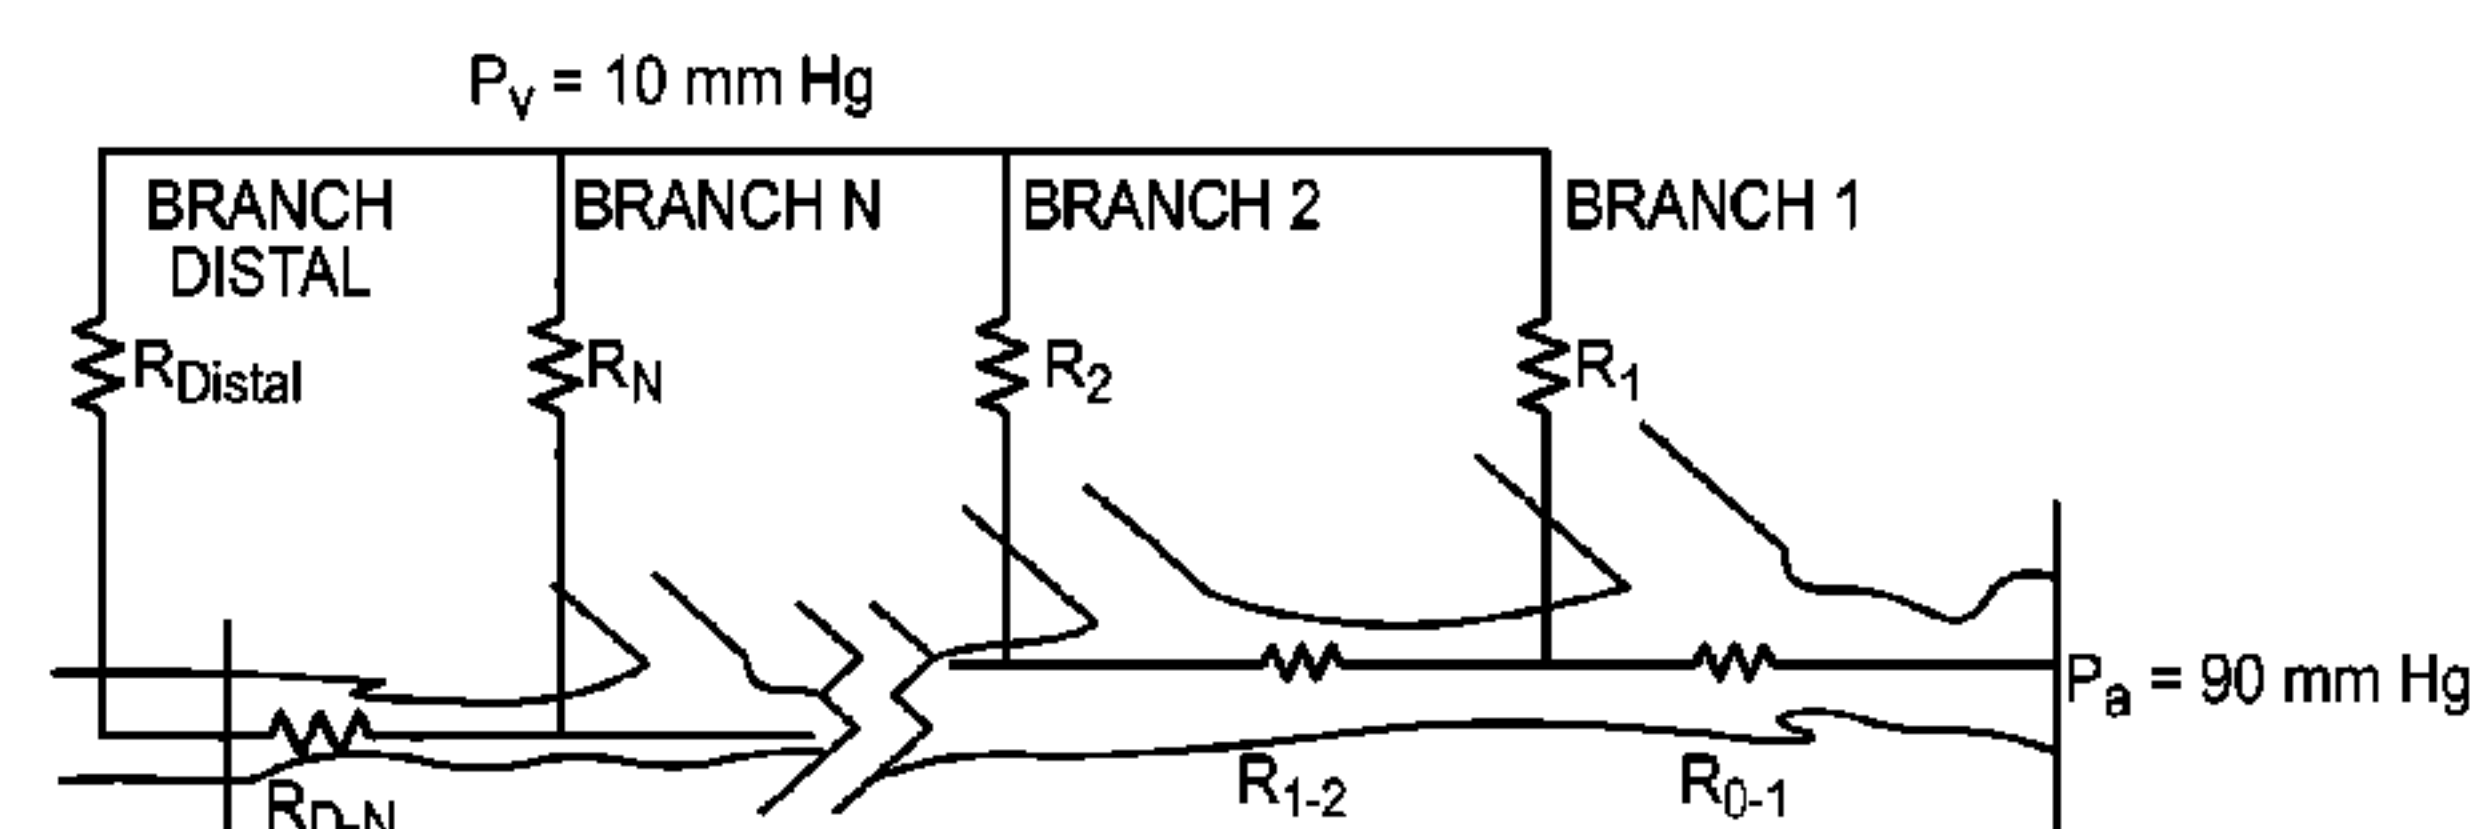 Pv = 10 mm Hg
BRANCH DISTAL
BRANCH N
BRANCH 2
BRANCH 1
RDistal
RN
R2
R1
Pa = 90 mm Hg
R1-2
R0-1
RD-N